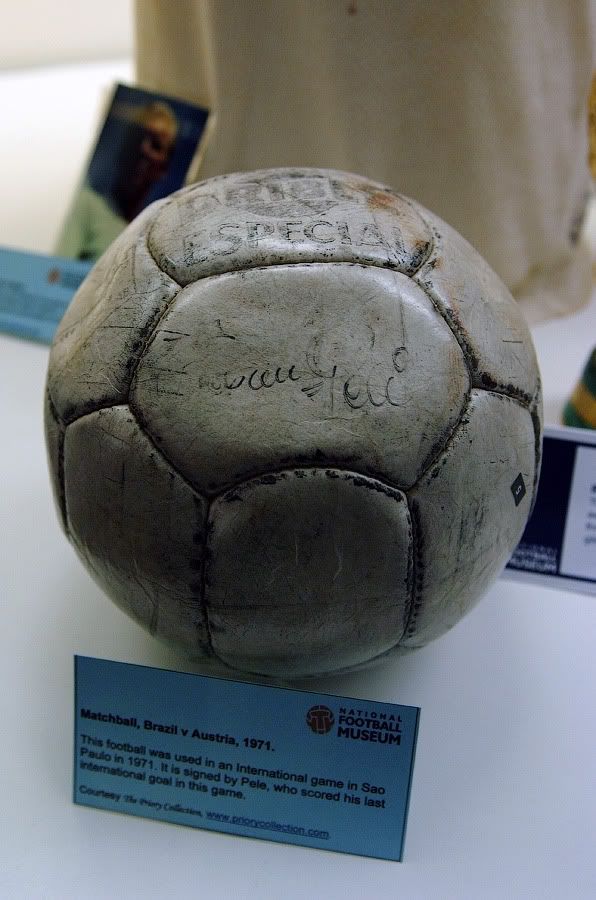 ESPECIAL
NATIONAL
FOOTBALL
MUSEUM
Matchball, Brazil v Austria, 1971.
This football was used in an International game in Sao
Paulo in 1971. It is signed by Pele, who scored his last
international goal in this game.
Courtesy The Priory Collection, www.priorycollection.com.
FOOTBALL
MUSEUM